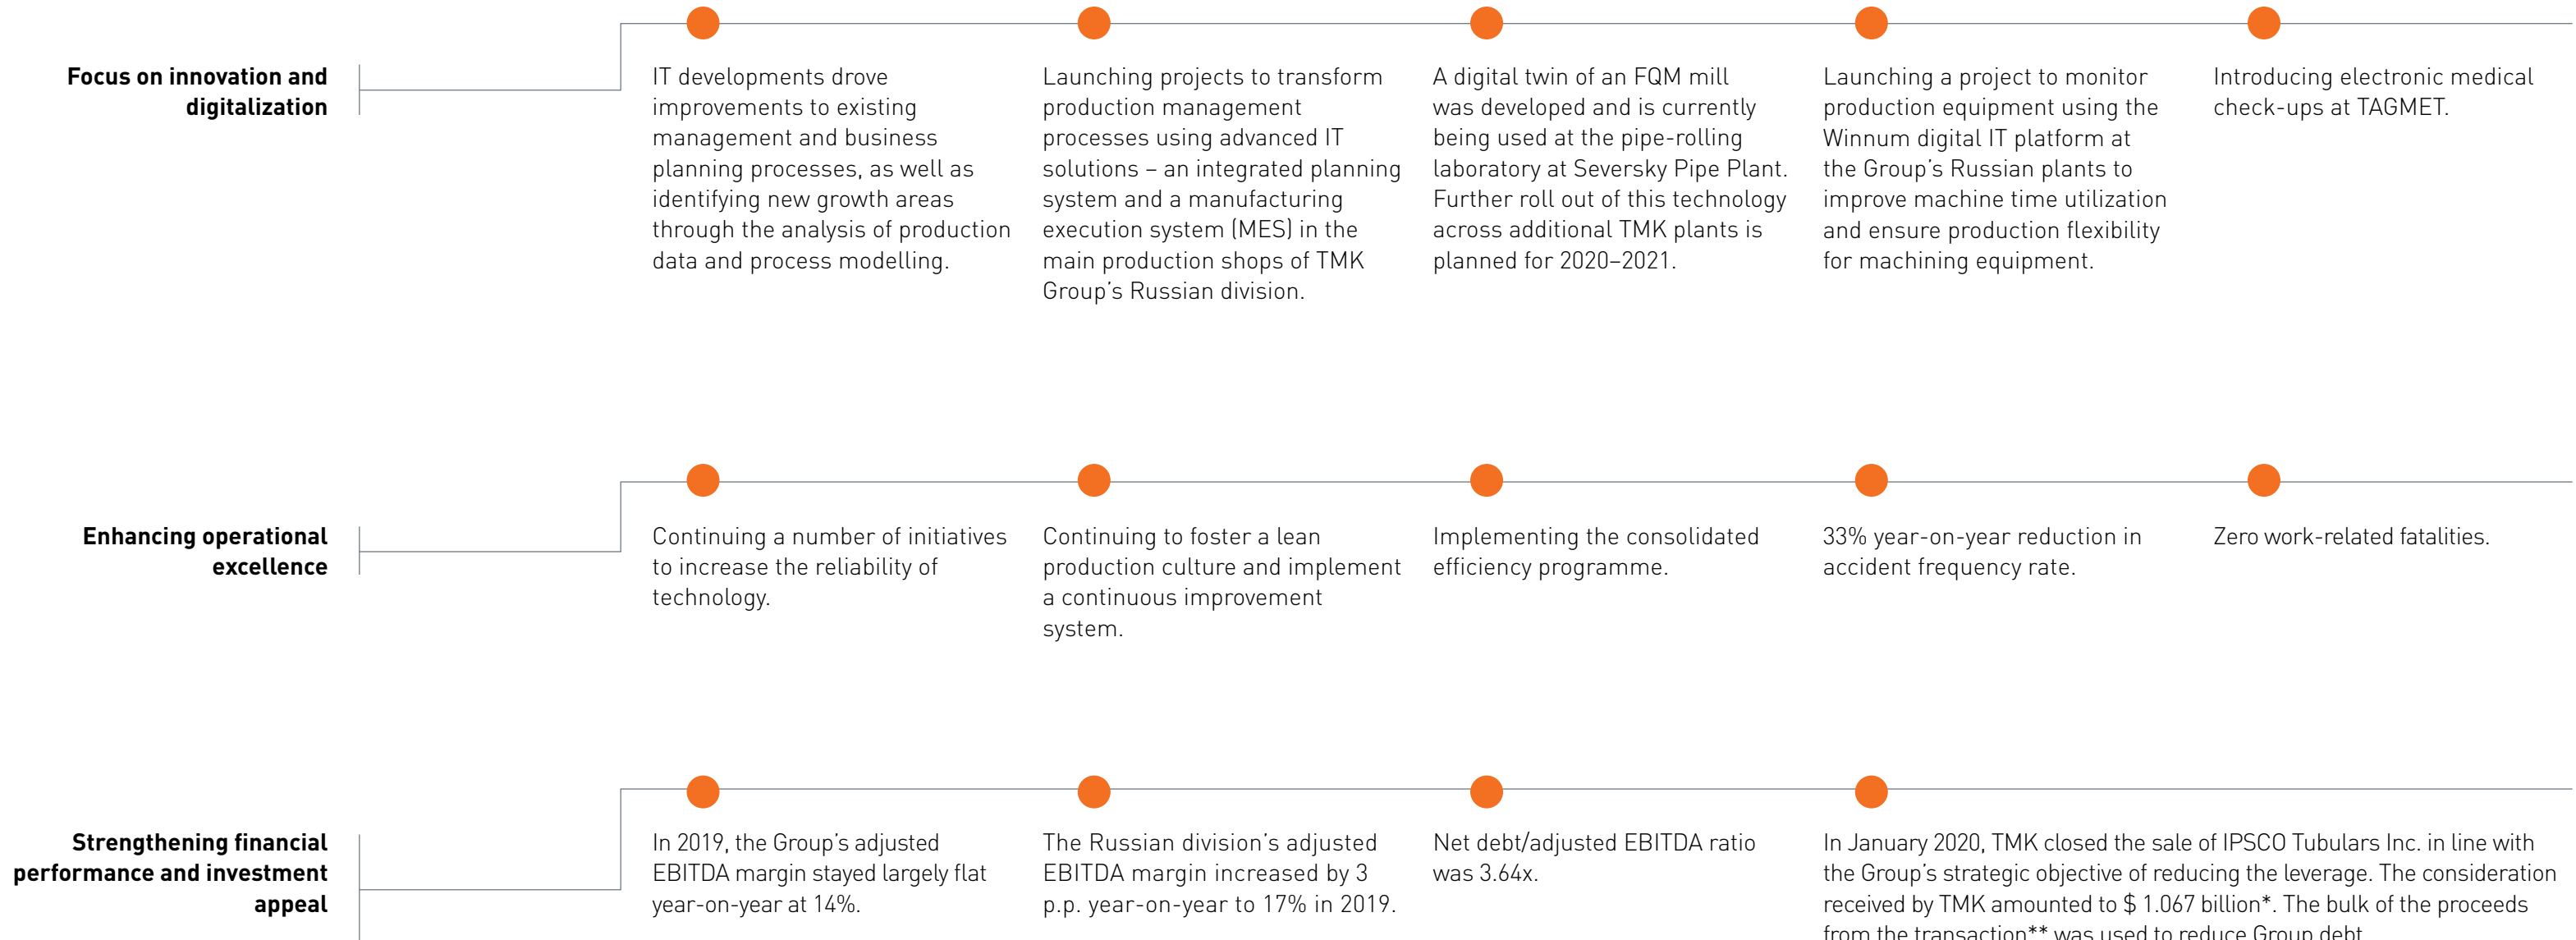 Focus on innovation and
digitalization
IT developments drove
improvements to existing
management and business
planning processes, as well as
identifying new growth areas
through the analysis of production
data and process modelling.
Launching projects to transform
production management
processes using advanced IT
solutions – an integrated planning
system and a manufacturing
execution system (MES) in the
main production shops of TMK
Group's Russian division.
A digital twin of an FQM mill
was developed and is currently
being used at the pipe-rolling
laboratory at Seversky Pipe Plant.
Further roll out of this technology
across additional TMK plants is
planned for 2020–2021.
Launching a project to monitor
production equipment using the
Winnum digital IT platform at
the Group's Russian plants to
improve machine time utilization
and ensure production flexibility
for machining equipment.
Introducing electronic medical
check-ups at TAGMET.
Enhancing operational
excellence
Continuing a number of initiatives
to increase the reliability of
technology.
Continuing to foster a lean
production culture and implement
a continuous improvement
system.
Implementing the consolidated
efficiency programme.
33% year-on-year reduction in
accident frequency rate.
Zero work-related fatalities.
Strengthening financial
performance and investment
appeal
In 2019, the Group's adjusted
EBITDA margin stayed largely flat
year-on-year at 14%.
The Russian division's adjusted
EBITDA margin increased by 3
p.p. year-on-year to 17% in 2019.
Net debt/adjusted EBITDA ratio
was 3.64x.
In January 2020, TMK closed the sale of IPSCO Tubulars Inc. in line with
the Group's strategic objective of reducing the leverage. The consideration
received by TMK amounted to $ 1.067 billion*. The bulk of the proceeds
from the transaction** was used to reduce Group debt